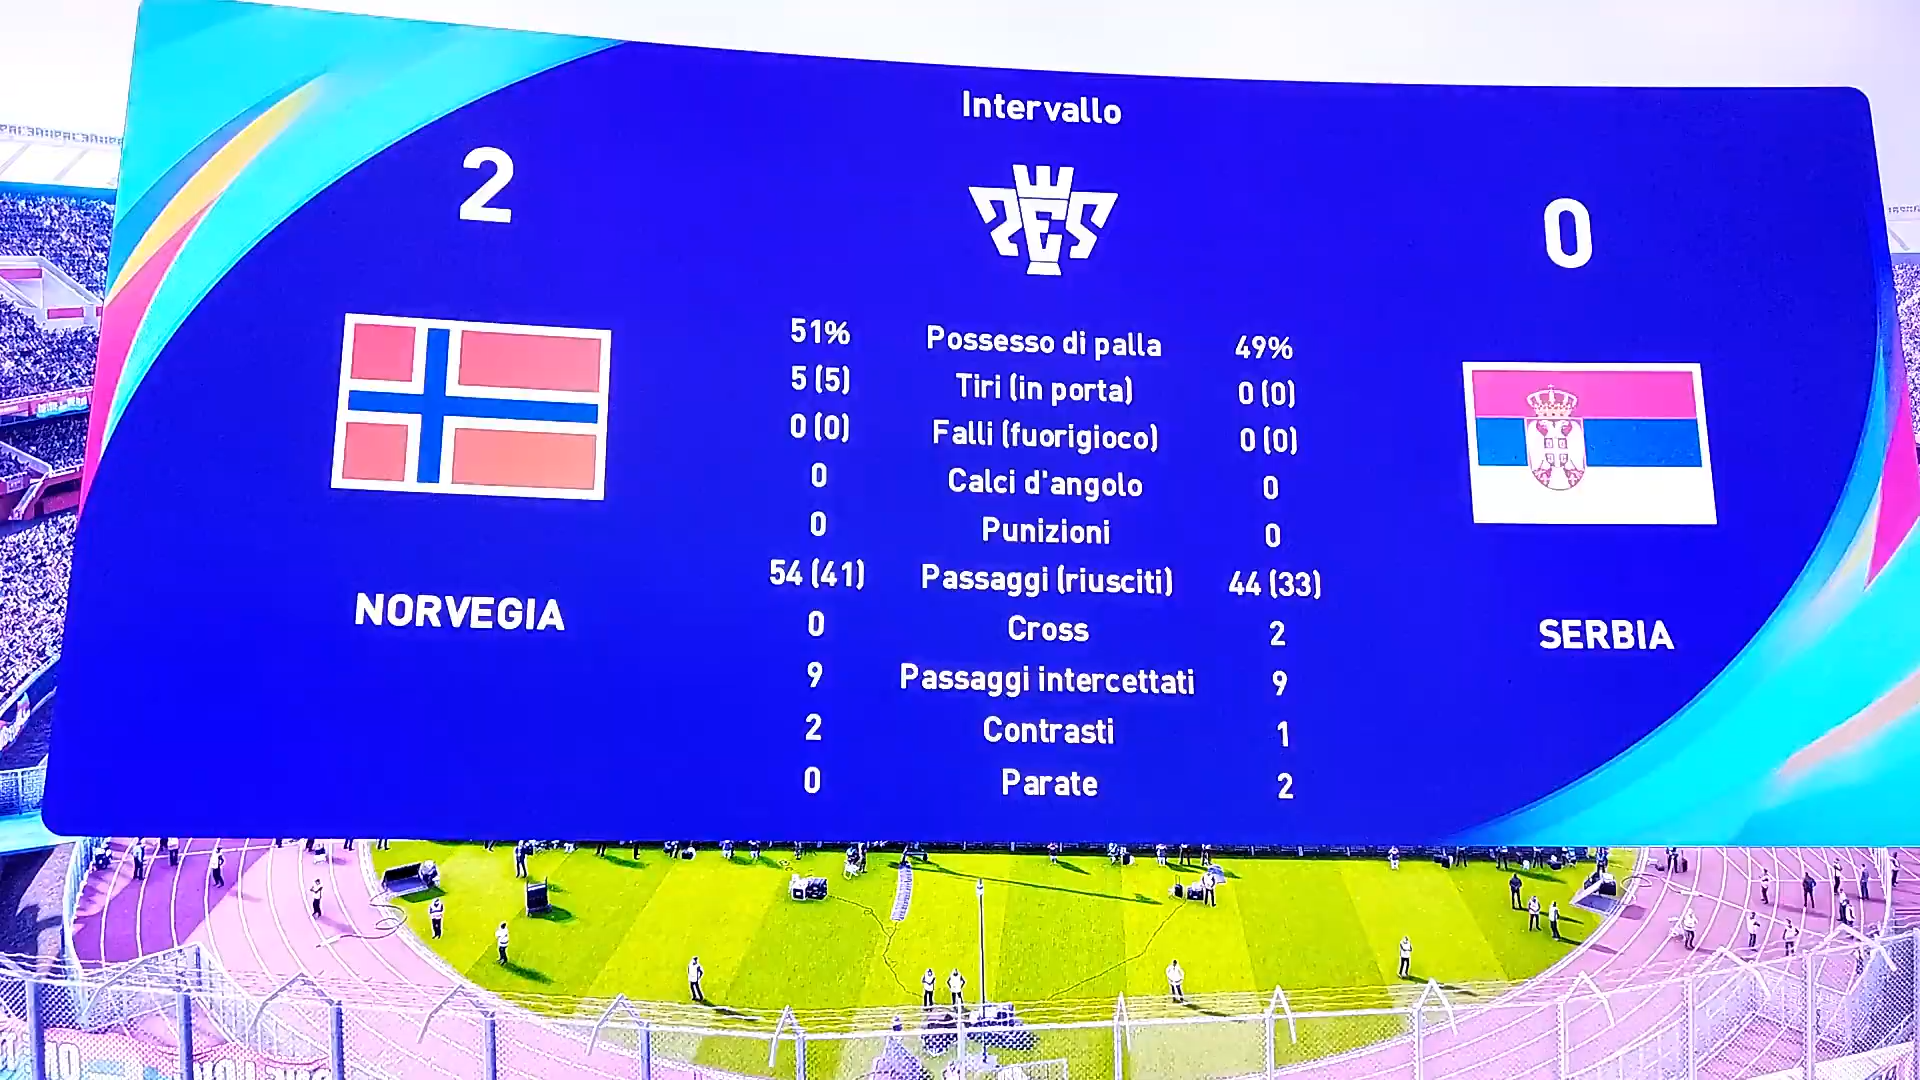 Intervallo
2
PES
0
51% Possesso di palla 49%
5 (5) Tiri (in porta) 0 (0)
0 (0) Falli (fuorigioco) 0 (0)
0 Calci d'angolo 0
0 Punizioni 0
54 (41) Passaggi (riusciti) 44 (33)
NORVEGIA
SERBIA
0 Cross 2
9 Passaggi intercettati 9
2 Contrasti 1
0 Parate 2